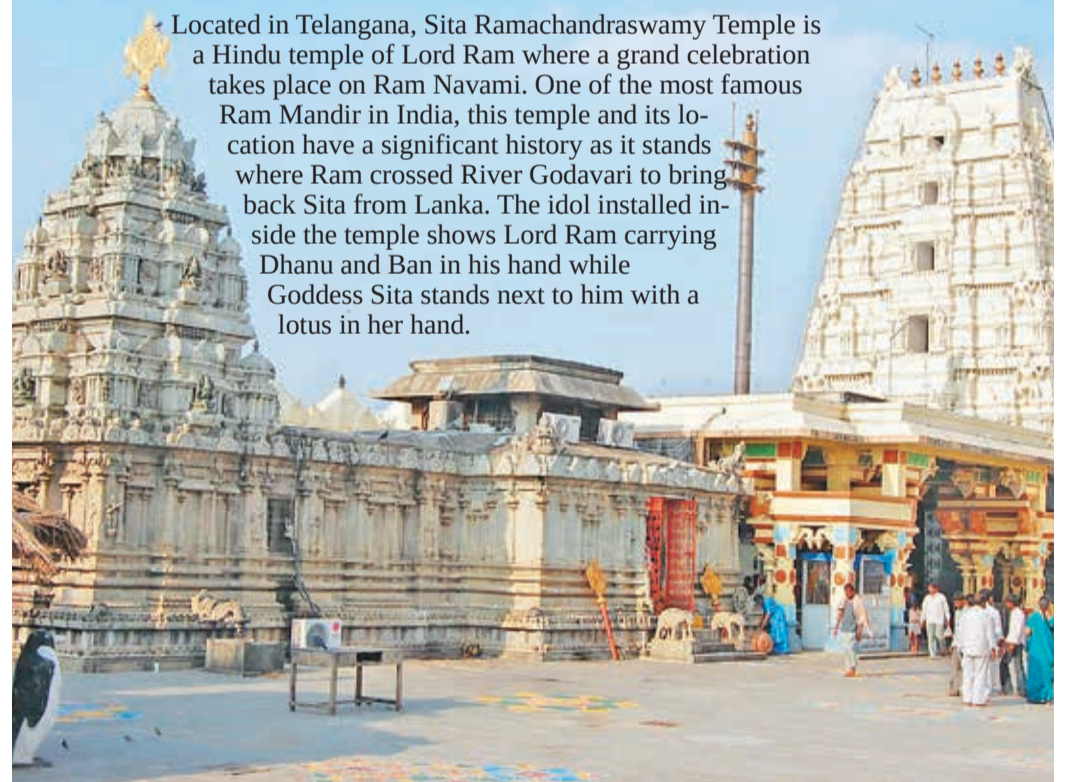 Located in Telangana, Sita Ramachandraswamy Temple is
a Hindu temple of Lord Ram where a grand celebration
takes place on Ram Navami. One of the most famous
Ram Mandir in India, this temple and its lo-
cation have a significant history as it stands
where Ram crossed River Godavari to bring
back Sita from Lanka. The idol installed in-
side the temple shows Lord Ram carrying
Dhanu and Ban in his hand while
Goddess Sita stands next to him with a
lotus in her hand.